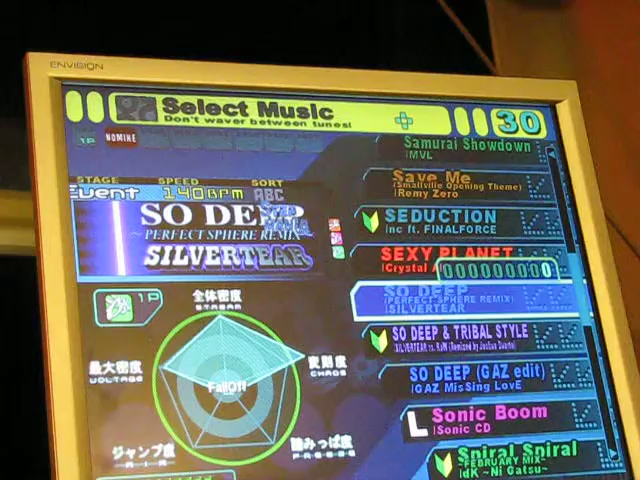 ENVISION
Select Music
Don't waver between tunes!
30
1P NOMINE
STAGE SPEED SORT
Event 140BPM ABC
SO DEEP
~PERFECT SPHERE REMIX~
SILVERTEAR
1P
全体密度
STREAM
最大密度
VOLTAGE
変則度
CHAOS
FallOff
ジャンプ度
AIR
踏みっぱ度
FREEZE
Samurai Showdown
MVL
Save Me
(Smallville Opening Theme)
Remy Zero
SEDUCTION
nc ft. FINALFORCE
SEXY PLANET
Crystal A
0000000000
SO DEEP
(PERFECT SPHERE REMIX)
SILVERTEAR
SO DEEP & TRIBAL STYLE
SO DEEP (GAZ edit)
GAZ MisSing LovE
L Sonic Boom
Sonic CD
Spiral Spiral
~FEBRUARY MIX~
dK ~Ni Gatsu~